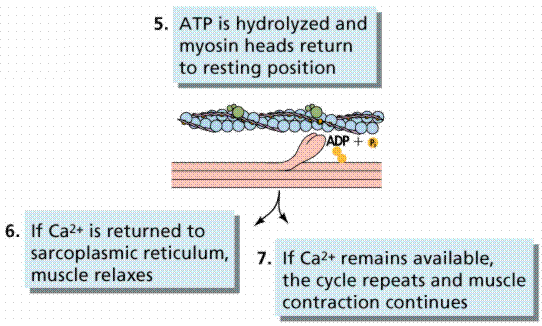 5. ATP is hydrolyzed and
myosin heads return
to resting position
ADP + Pi
6. If Ca2+ is returned to
sarcoplasmic reticulum,
muscle relaxes
7. If Ca2+ remains available,
the cycle repeats and muscle
contraction continues